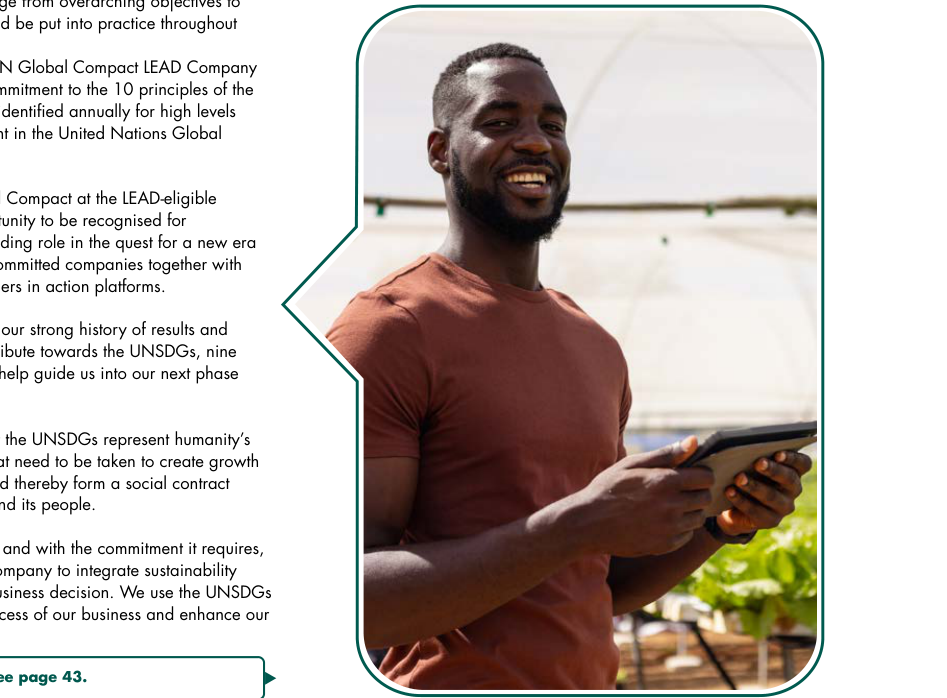 ge from overarching objectives to
d be put into practice throughout
N Global Compact LEAD Company
mmitment to the 10 principles of the
dentified annually for high levels
nt in the United Nations Global
l Compact at the LEAD-eligible
tunity to be recognised for
ding role in the quest for a new era
ommitted companies together with
ers in action platforms.
our strong history of results and
ribute towards the UNSDGs, nine
help guide us into our next phase
the UNSDGs represent humanity’s
at need to be taken to create growth
d thereby form a social contract
nd its people.
and with the commitment it requires,
ompany to integrate sustainability
usiness decision. We use the UNSDGs
ccess of our business and enhance our
ee page 43.